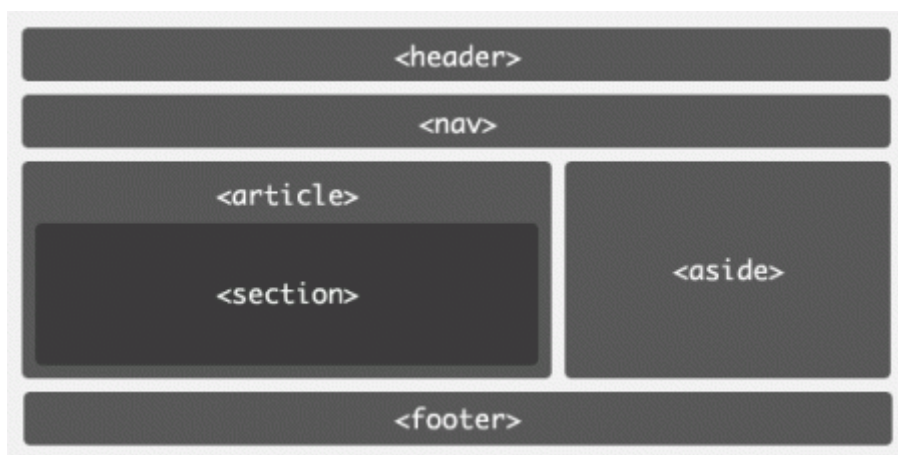 <header>
<nav>
<article>
<section>
<aside>
<footer>